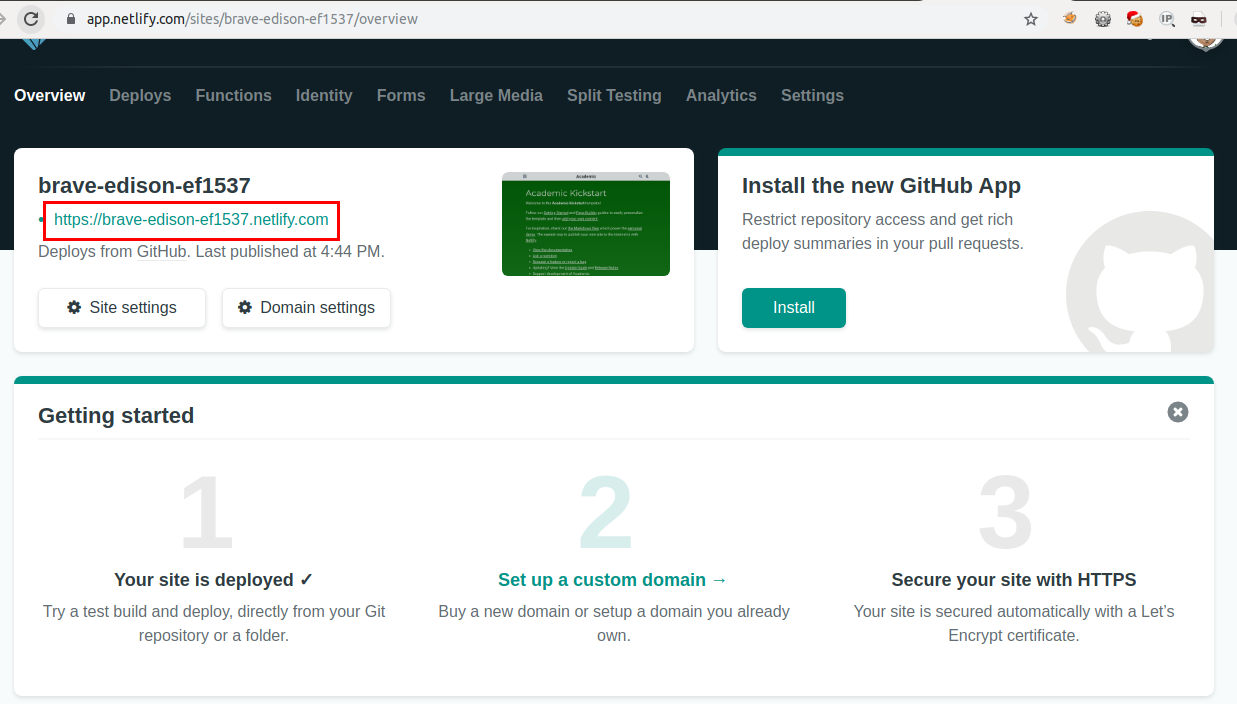 app.netlify.com/sites/brave-edison-ef1537/overview
IP
Overview Deploys Functions Identity Forms Large Media Split Testing Analytics Settings
brave-edison-ef1537
https://brave-edison-ef1537.netlify.com
Deploys from GitHub. Last published at 4:44 PM.
Site settings
Domain settings
Academic
Academic Kickstart
Install the new GitHub App
Restrict repository access and get rich
deploy summaries in your pull requests.
Install
Getting started
1
Your site is deployed ✓
Try a test build and deploy, directly from your Git
repository or a folder.
2
Set up a custom domain →
Buy a new domain or setup a domain you already
own.
3
Secure your site with HTTPS
Your site is secured automatically with a Let’s
Encrypt certificate.